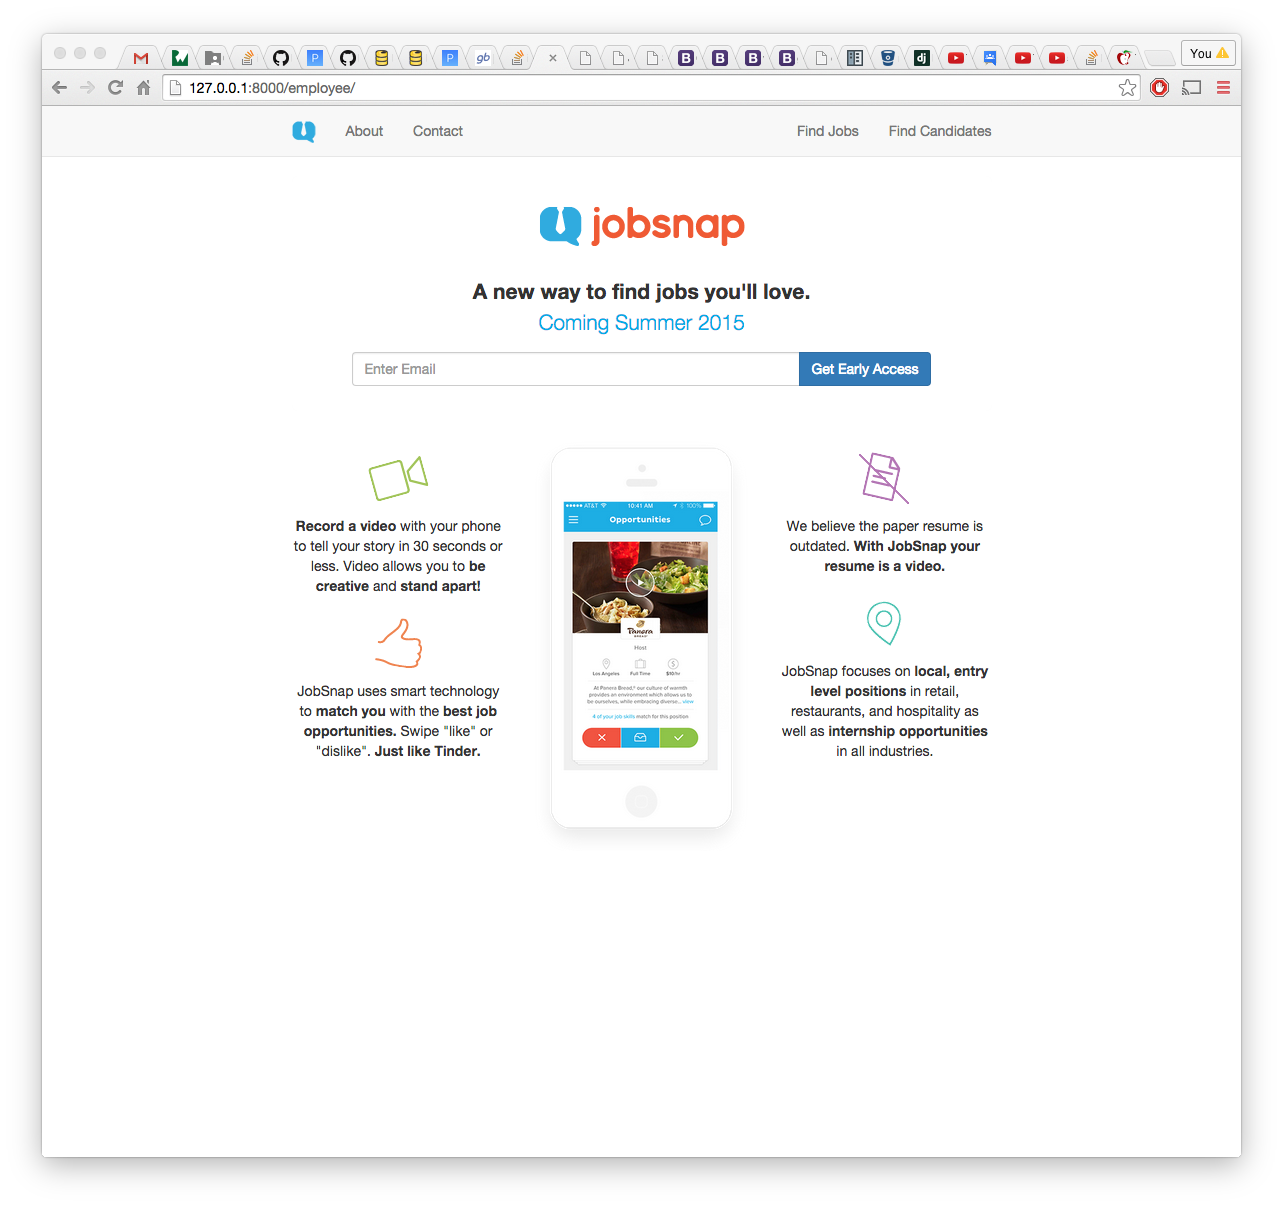 You
127.0.0.1:8000/employee/
About
Contact
Find Jobs
Find Candidates
jobsnap
A new way to find jobs you'll love.
Coming Summer 2015
Enter Email
Get Early Access
Record a video with your phone
to tell your story in 30 seconds or
less. Video allows you to be
creative and stand apart!
JobSnap uses smart technology
to match you with the best job
opportunities. Swipe "like" or
"dislike". Just like Tinder.
AT&T
10:41 AM
100%
Opportunities
Panera
BREAD
Host
Los Angeles
Full Time
$10/hr
At Panera Bread,® our culture of warmth
provides an environment which allows us to
be ourselves, while embracing diverse... view
4 of your job skills match for this position
We believe the paper resume is
outdated. With JobSnap your
resume is a video.
JobSnap focuses on local, entry
level positions in retail,
restaurants, and hospitality as
well as internship opportunities
in all industries.